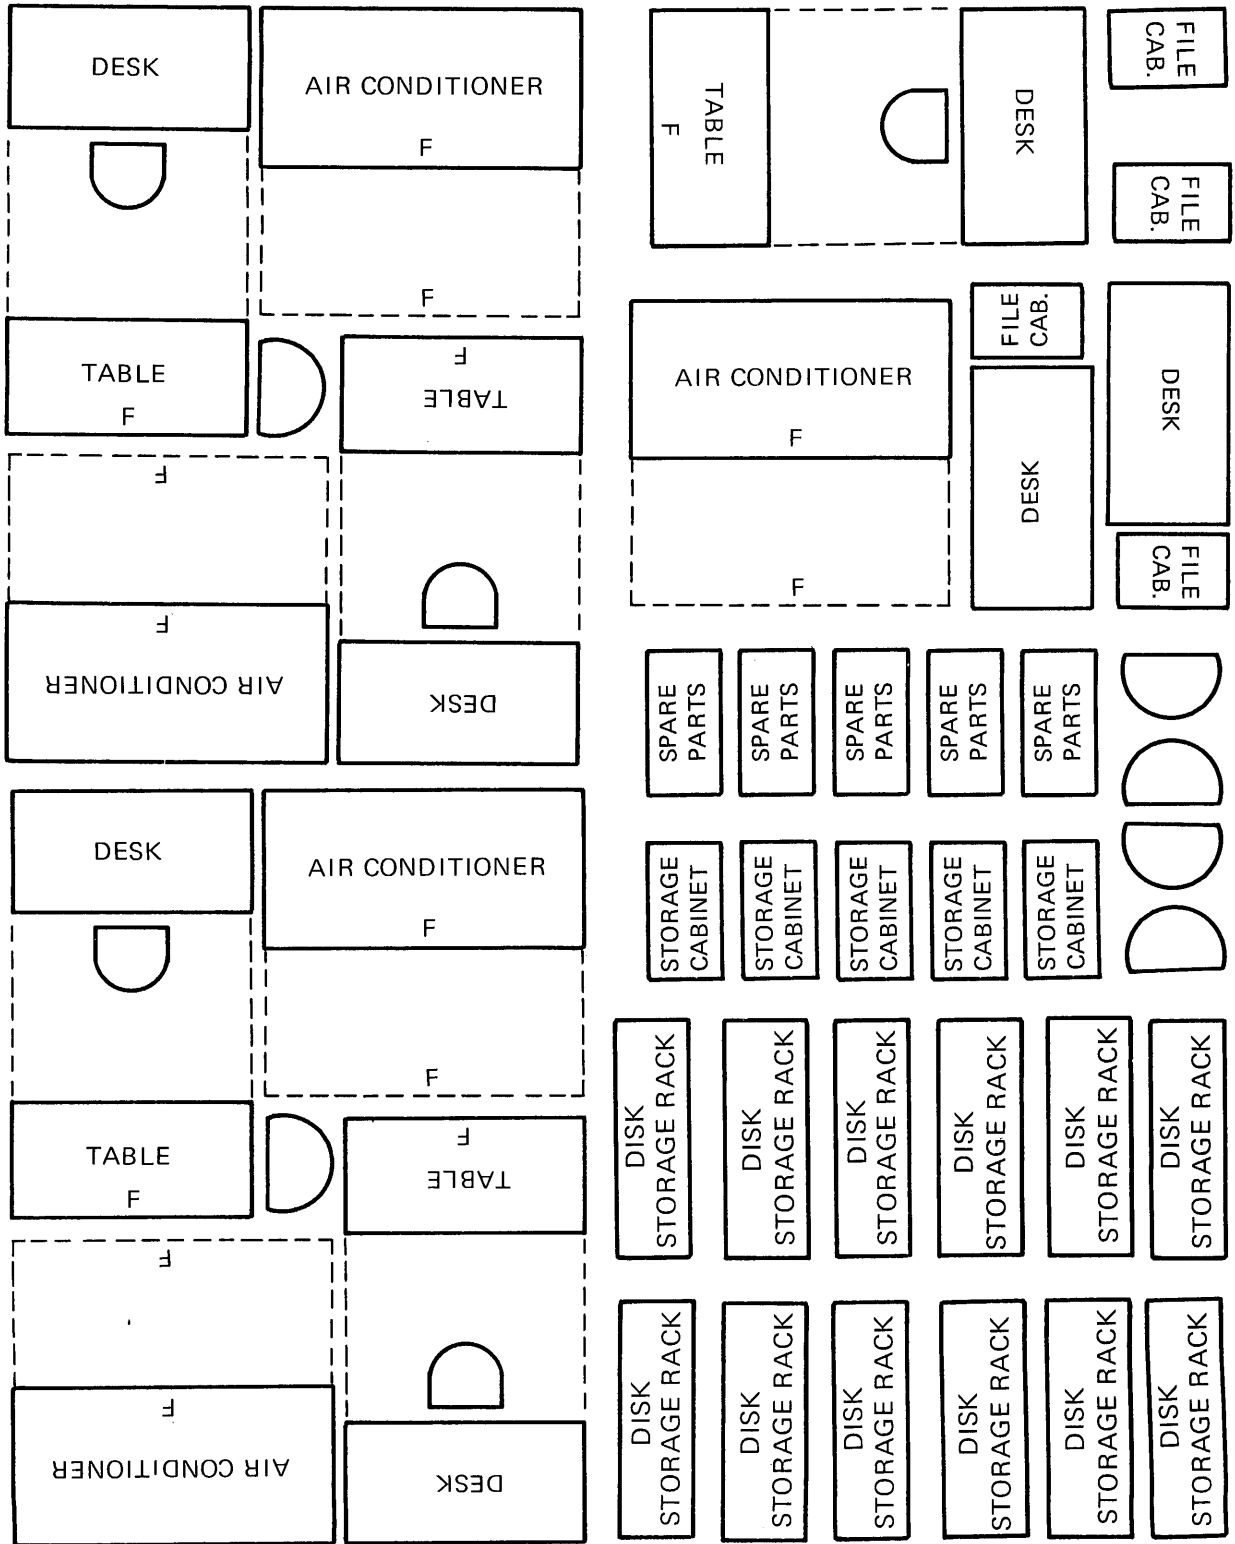 DESK
AIR CONDITIONER
F
F
TABLE
F
F
TABLE
F
F
AIR CONDITIONER
DESK
DESK
AIR CONDITIONER
F
F
TABLE
F
F
TABLE
F
F
AIR CONDITIONER
DESK
TABLE
F
DESK
FILE
CAB.
FILE
CAB.
AIR CONDITIONER
F
F
FILE
CAB.
DESK
DESK
FILE
CAB.
SPARE
PARTS
SPARE
PARTS
SPARE
PARTS
SPARE
PARTS
SPARE
PARTS
STORAGE
CABINET
STORAGE
CABINET
STORAGE
CABINET
STORAGE
CABINET
STORAGE
CABINET
DISK
STORAGE RACK
DISK
STORAGE RACK
DISK
STORAGE RACK
DISK
STORAGE RACK
DISK
STORAGE RACK
DISK
STORAGE RACK
DISK
STORAGE RACK
DISK
STORAGE RACK
DISK
STORAGE RACK
DISK
STORAGE RACK
DISK
STORAGE RACK
DISK
STORAGE RACK